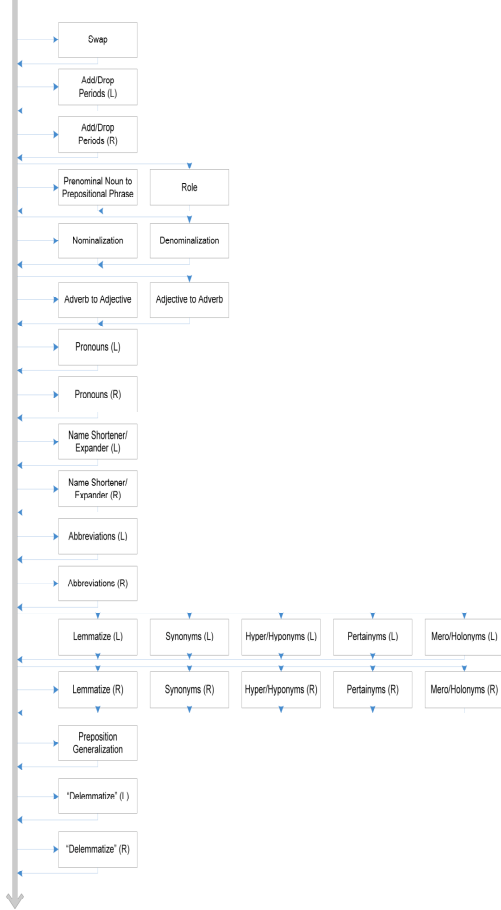 Swap
Add/Drop
Periods (L)
Add/Drop
Periods (R)
Prenominal Noun to
Prepositional Phrase
Role
Nominalization
Denominalization
Adverb to Adjective
Adjective to Adverb
Pronouns (L)
Pronouns (R)
Name Shortener/
Expander (L)
Name Shortener/
Expander (R)
Abbreviations (L)
Abbreviations (R)
Lemmatize (L)
Synonyms (L)
Hyper/Hyponyms (L)
Pertainyms (L)
Mero/Holonyms (L)
Lemmatize (R)
Synonyms (R)
Hyper/Hyponyms (R)
Pertainyms (R)
Mero/Holonyms (R)
Preposition
Generalization
"Delemmatize" (L)
"Delemmatize" (R)